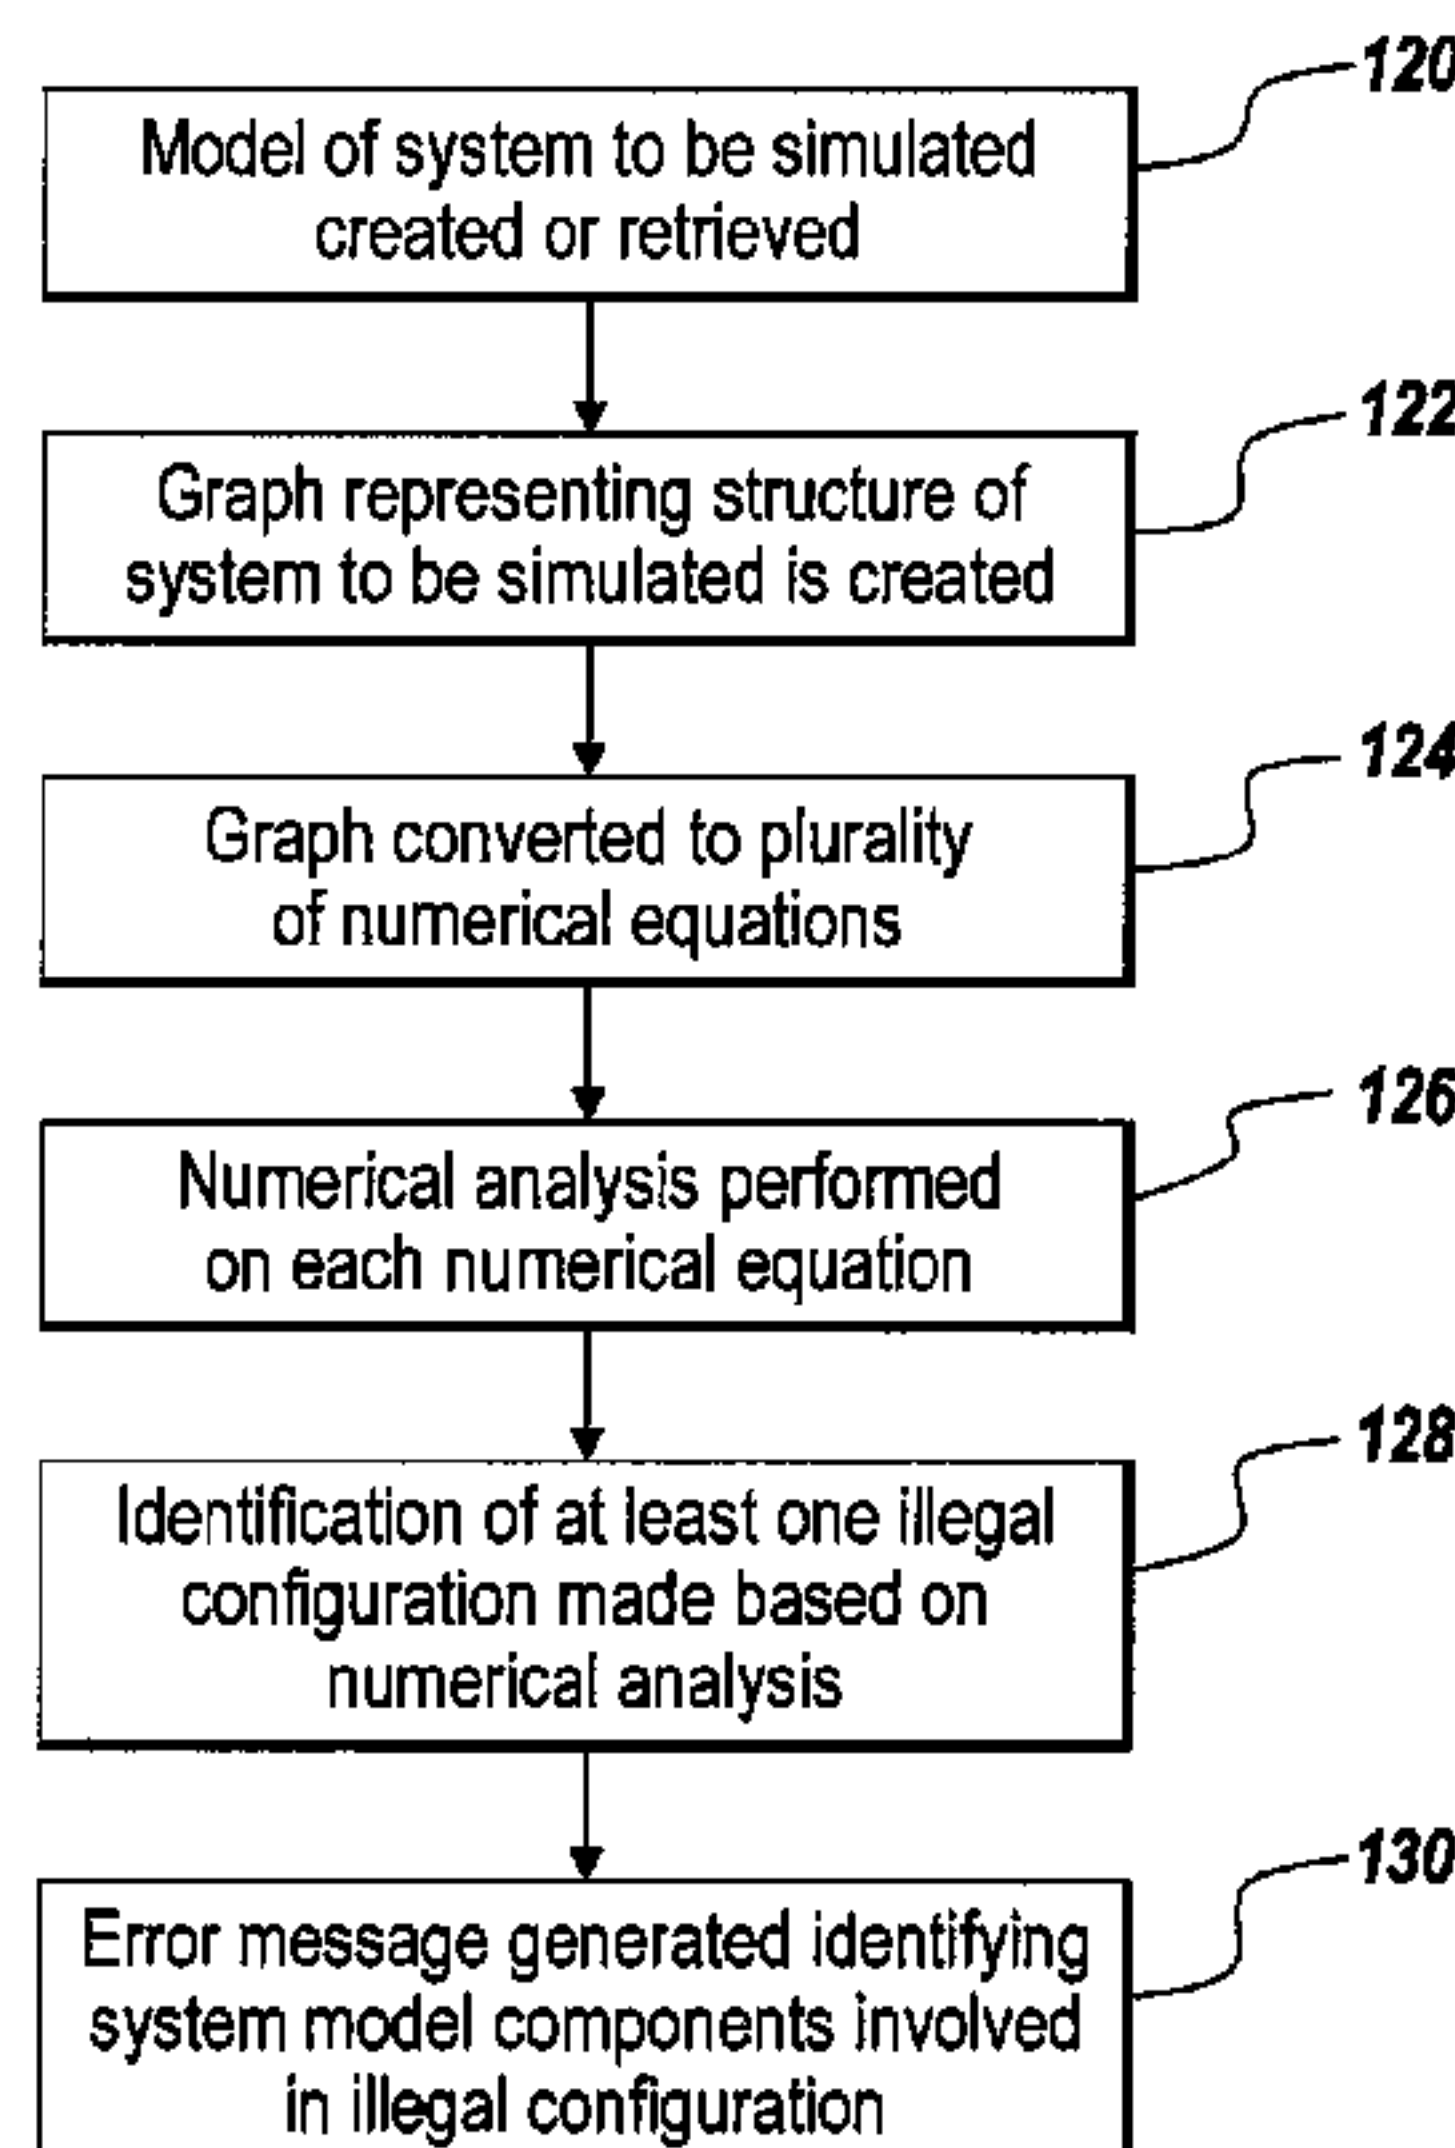 120
Model of system to be simulated
created or retrieved
122
Graph representing structure of
system to be simulated is created
124
Graph converted to plurality
of numerical equations
126
Numerical analysis performed
on each numerical equation
128
Identification of at least one illegal
configuration made based on
numerical analysis
130
Error message generated identifying
system model components involved
in illegal configuration